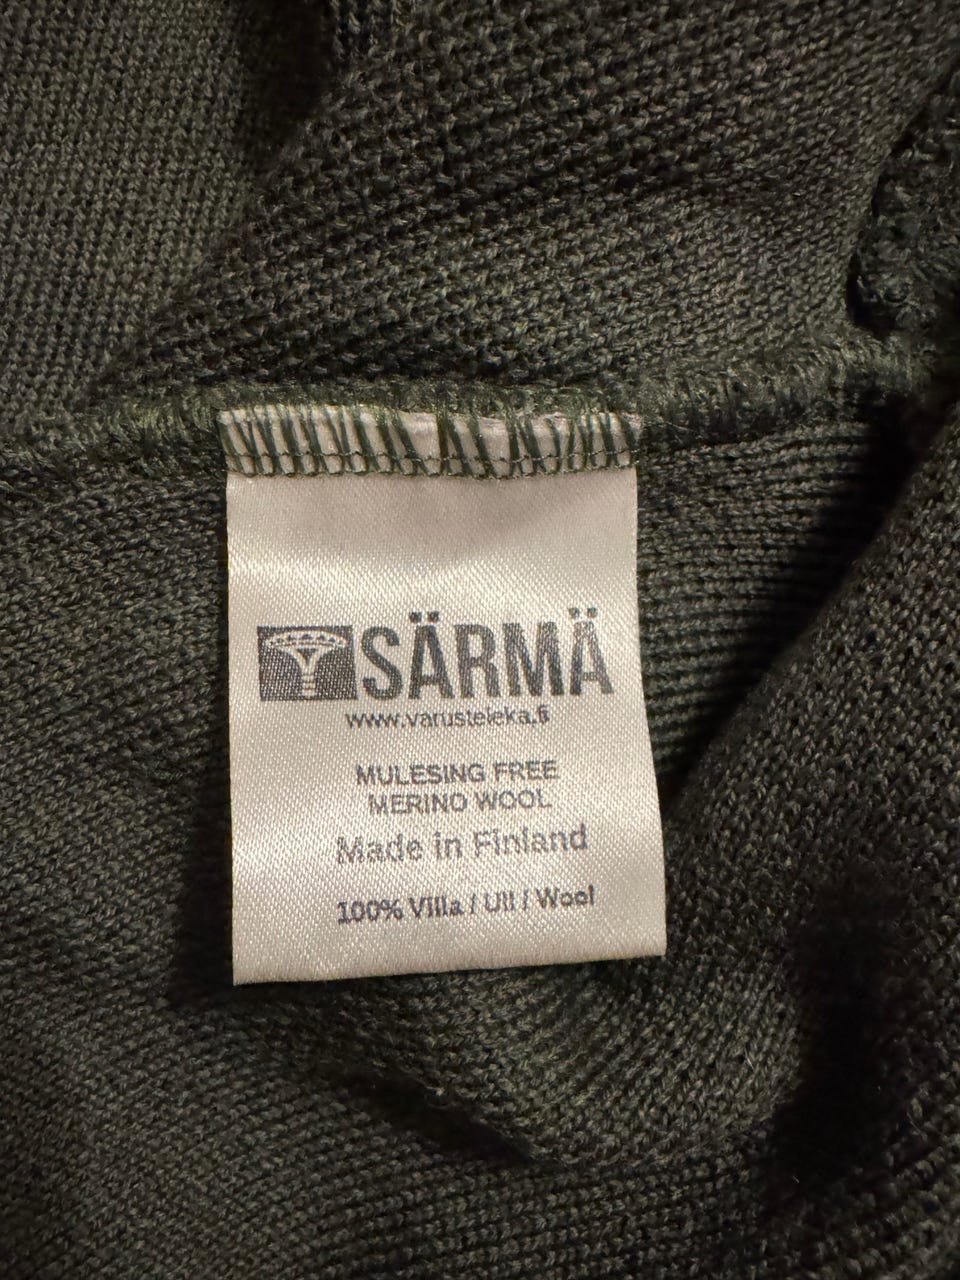 SÄRMÄ
www.varusteleka.fi
MULESING FREE
MERINO WOOL
Made in Finland
100% Villa / Ull / Wool